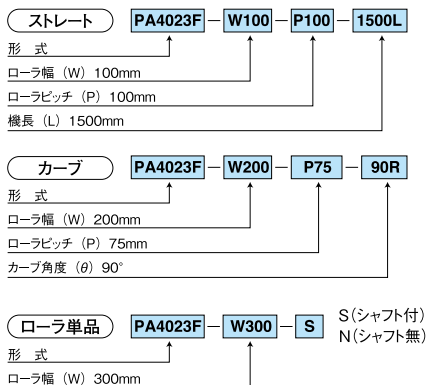 ストレート PA4023F－W100－P100－1500L
形　式
ローラ幅（W）100mm
ローラピッチ（P）100mm
機長（L）1500mm
カーブ PA4023F－W200－P75－90R
形　式
ローラ幅（W）200mm
ローラピッチ（P）75mm
カーブ角度（θ）90°
ローラ単品 PA4023F－W300－S S（シャフト付）
N（シャフト無）
形　式
ローラ幅（W）300mm